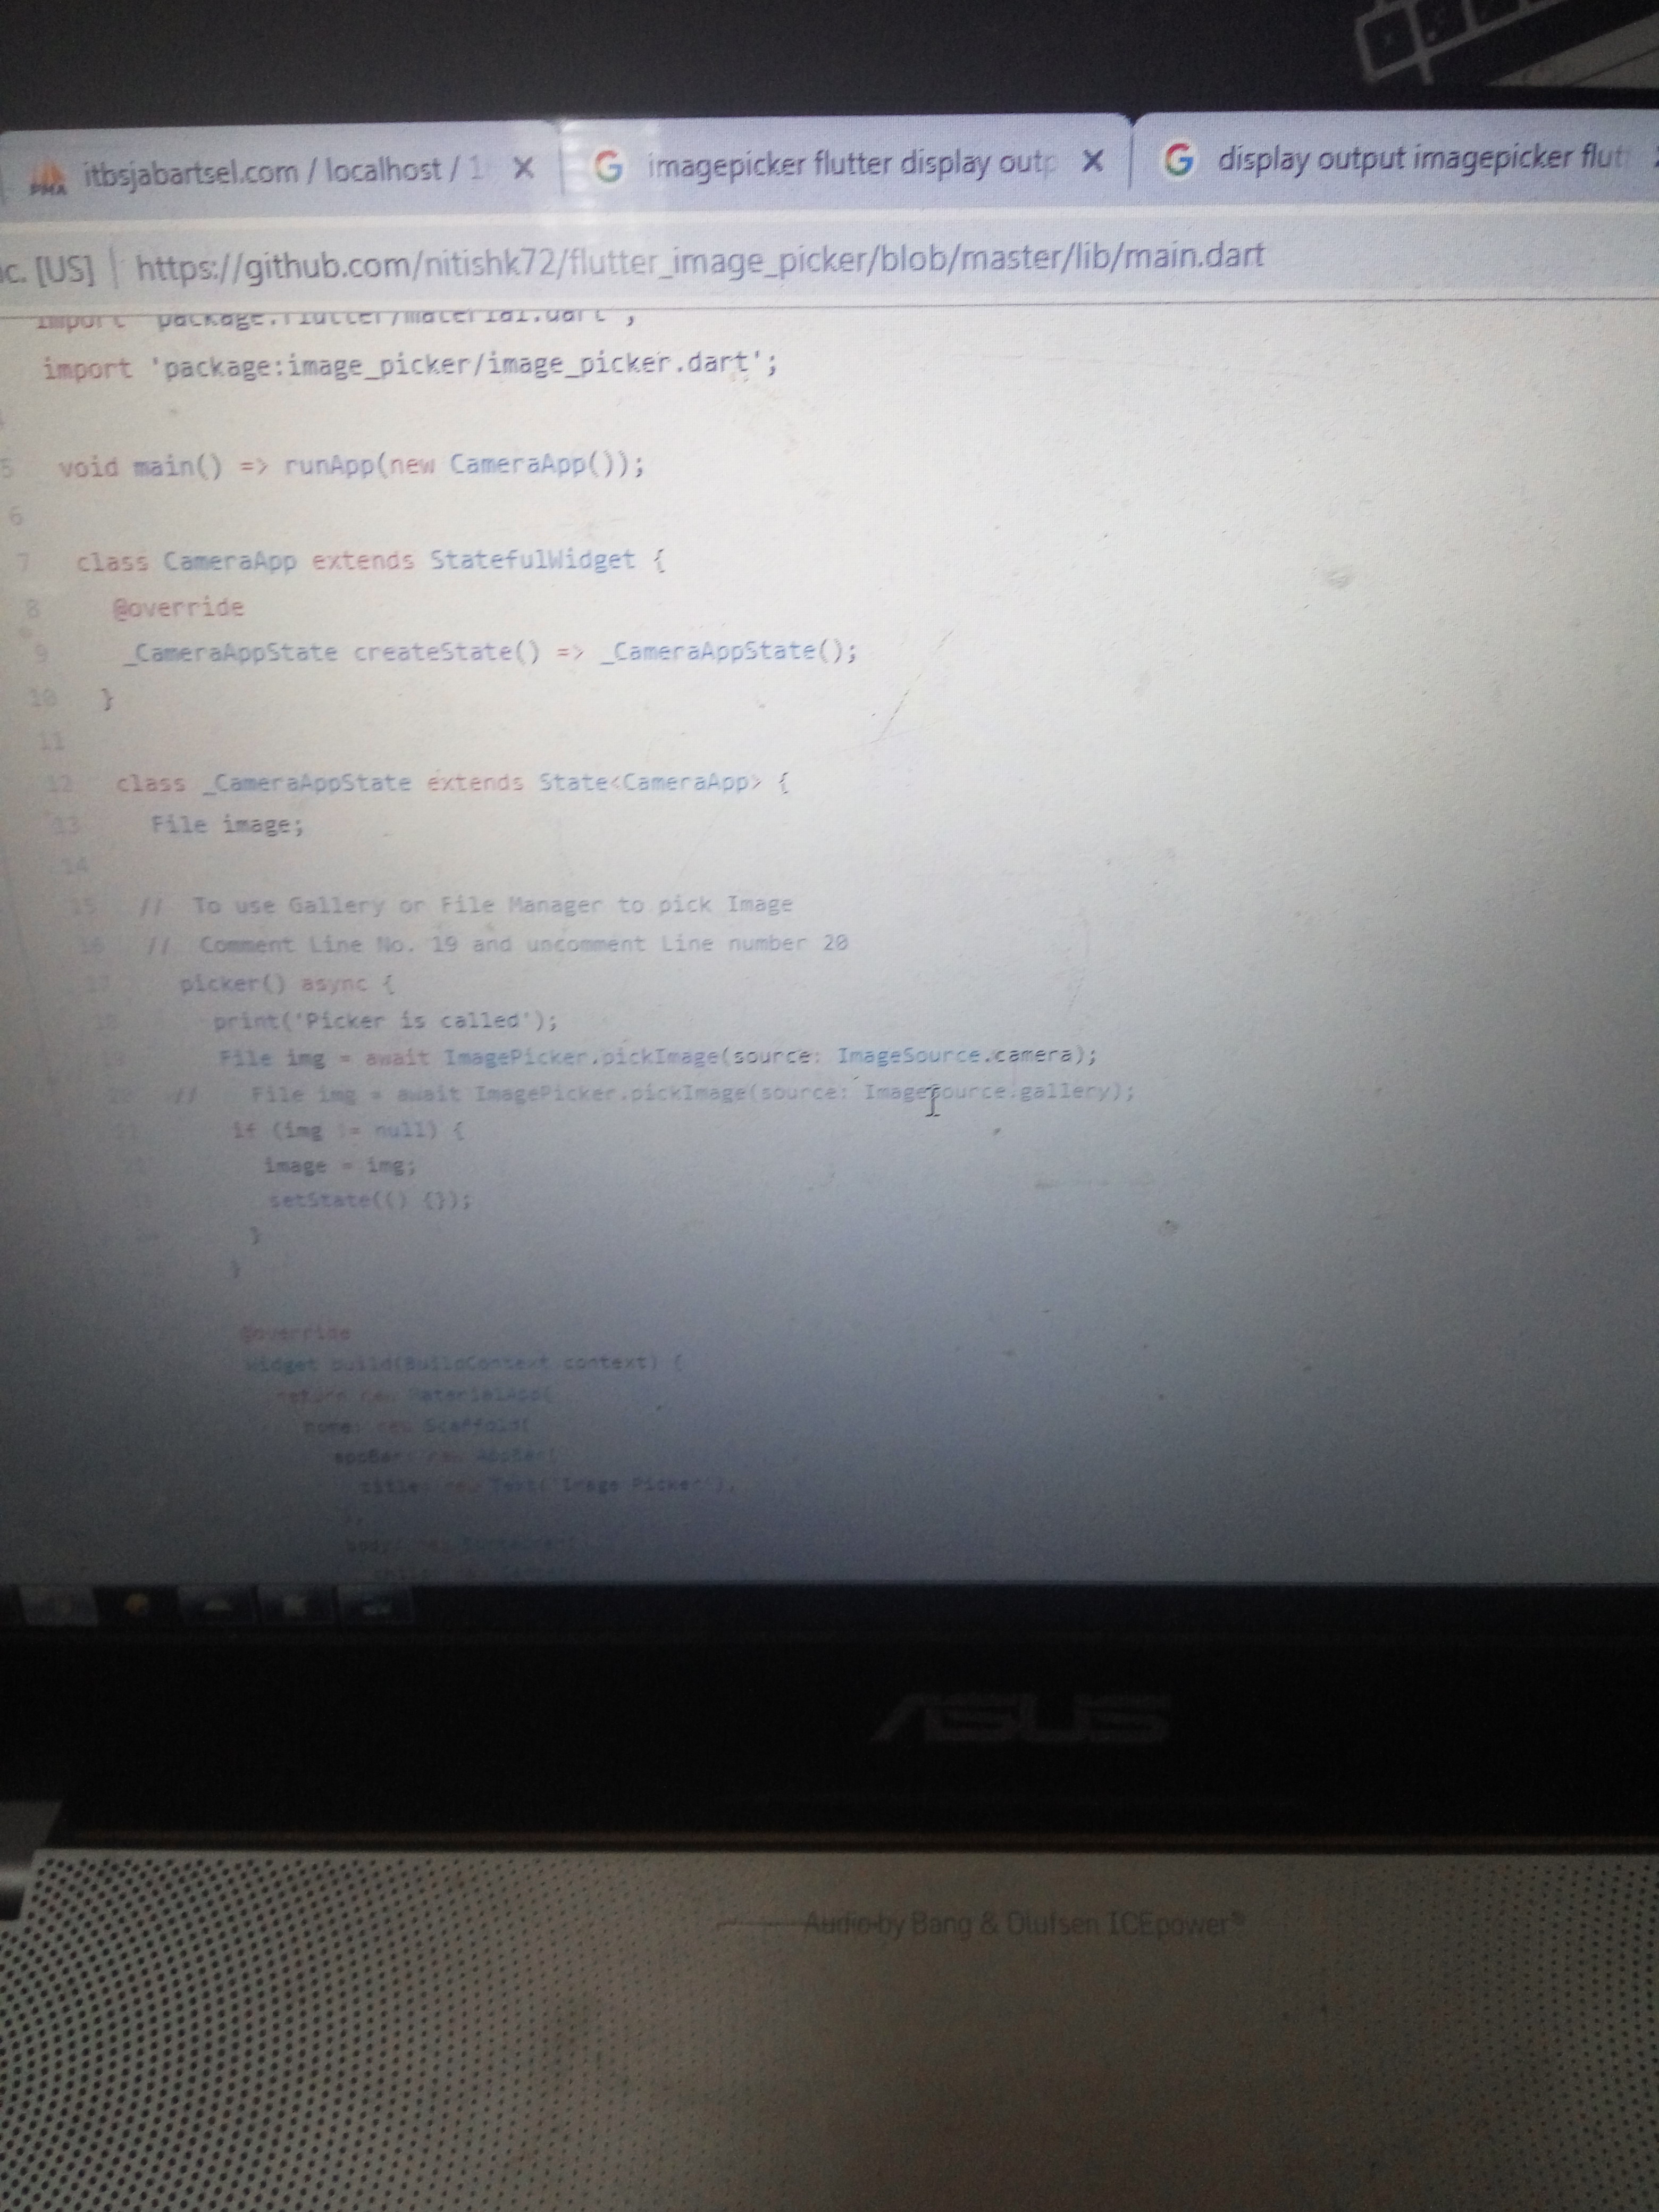 itbsjabartsel.com / localhost / 1
imagepicker flutter display outp
display output imagepicker flut
c. [US] https://github.com/nitishk72/flutter_image_picker/blob/master/lib/main.dart
import 'package:flutter/material.dart';
import 'package:image_picker/image_picker.dart';
5 void main() => runApp(new CameraApp());
6
7 class CameraApp extends StatefulWidget {
8 @override
9 _CameraAppState createState() => _CameraAppState();
10 }
11
12 class _CameraAppState extends State<CameraApp> {
13 File image;
14
15 // To use Gallery or File Manager to pick Image
16 // Comment Line No. 19 and uncomment Line number 20
17 picker() async {
18 print('Picker is called');
19 File img = await ImagePicker.pickImage(source: ImageSource.camera);
20 // File img = await ImagePicker.pickImage(source: ImageSource.gallery);
21 if (img != null) {
image = img;
setState(() {});
}
}
@override
Widget build(BuildContext context) {
return new MaterialApp(
home: new Scaffold(
appBar: new AppBar(
title: new Text('Image Picker'),
),
body: new Container(
ASUS
Audio by Bang & Olufsen ICEpower®